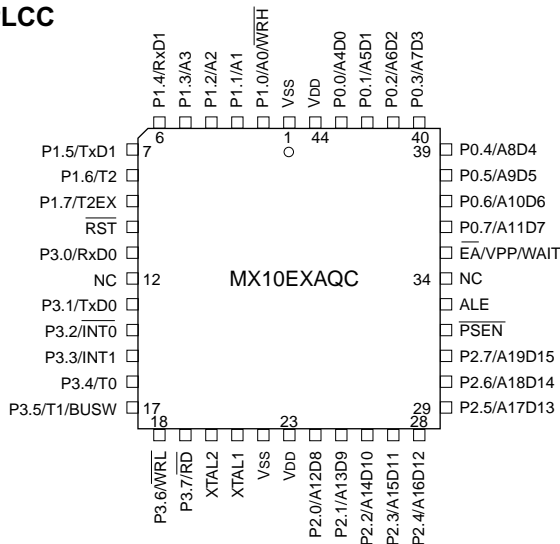 PLCC
P1.4/RxD1
P1.3/A3
P1.2/A2
P1.1/A1
P1.0/A0/WRH
VSS
VDD
P0.0/A4D0
P0.1/A5D1
P0.2/A6D2
P0.3/A7D3
6
1
44
40
P1.5/TxD1
7
39
P0.4/A8D4
P1.6/T2
P0.5/A9D5
P1.7/T2EX
P0.6/A10D6
RST
P0.7/A11D7
P3.0/RxD0
EA/VPP/WAIT
NC
12
MX10EXAQC
34
NC
P3.1/TxD0
ALE
P3.2/INT0
PSEN
P3.3/INT1
P2.7/A19D15
P3.4/T0
P2.6/A18D14
P3.5/T1/BUSW
17
29
P2.5/A17D13
18
23
28
P3.6/WRL
P3.7/RD
XTAL2
XTAL1
VSS
VDD
P2.0/A12D8
P2.1/A13D9
P2.2/A14D10
P2.3/A15D11
P2.4/A16D12